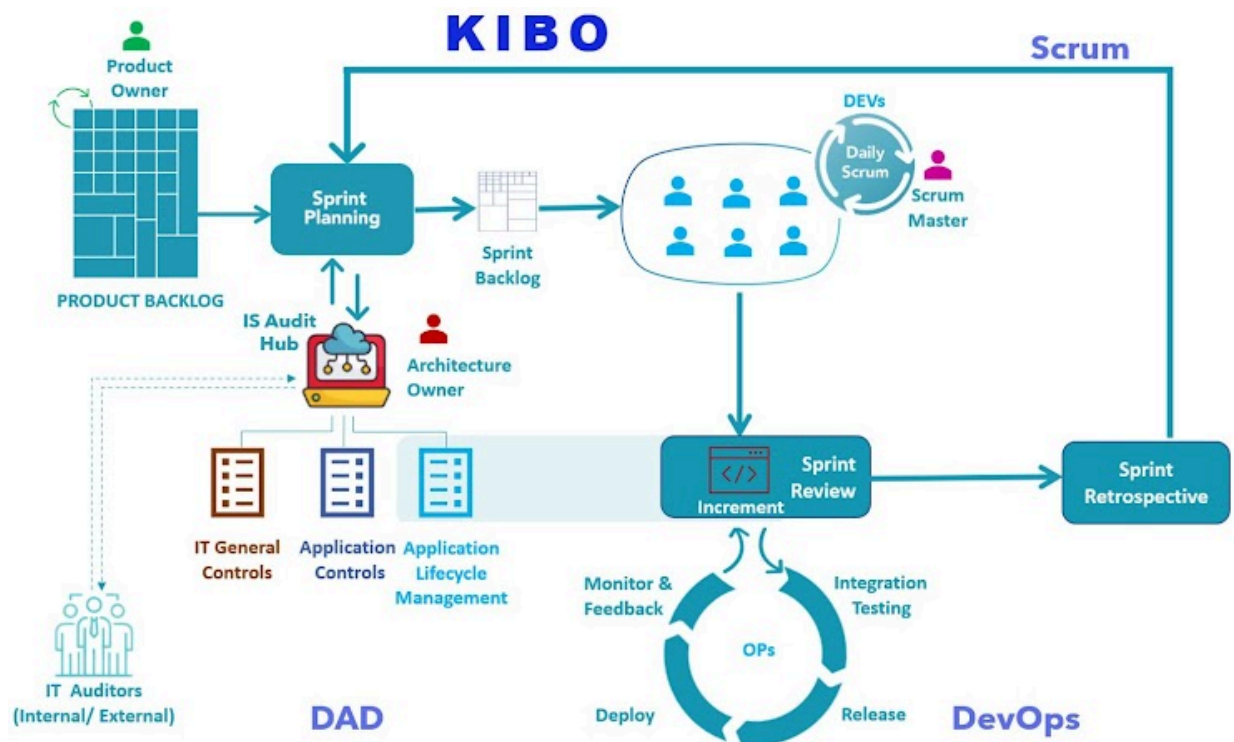 KIBO
Scrum
Product
Owner
DEVs
Daily
Scrum
Scrum
Master
Sprint
Planning
Sprint
Backlog
PRODUCT BACKLOG
IS Audit
Hub
Architecture
Owner
</>
Increment
Sprint
Review
Sprint
Retrospective
IT General
Controls
Application
Controls
Application
Lifecycle
Management
Monitor &
Feedback
Integration
Testing
OPs
Deploy
Release
IT Auditors
(Internal/ External)
DAD
DevOps